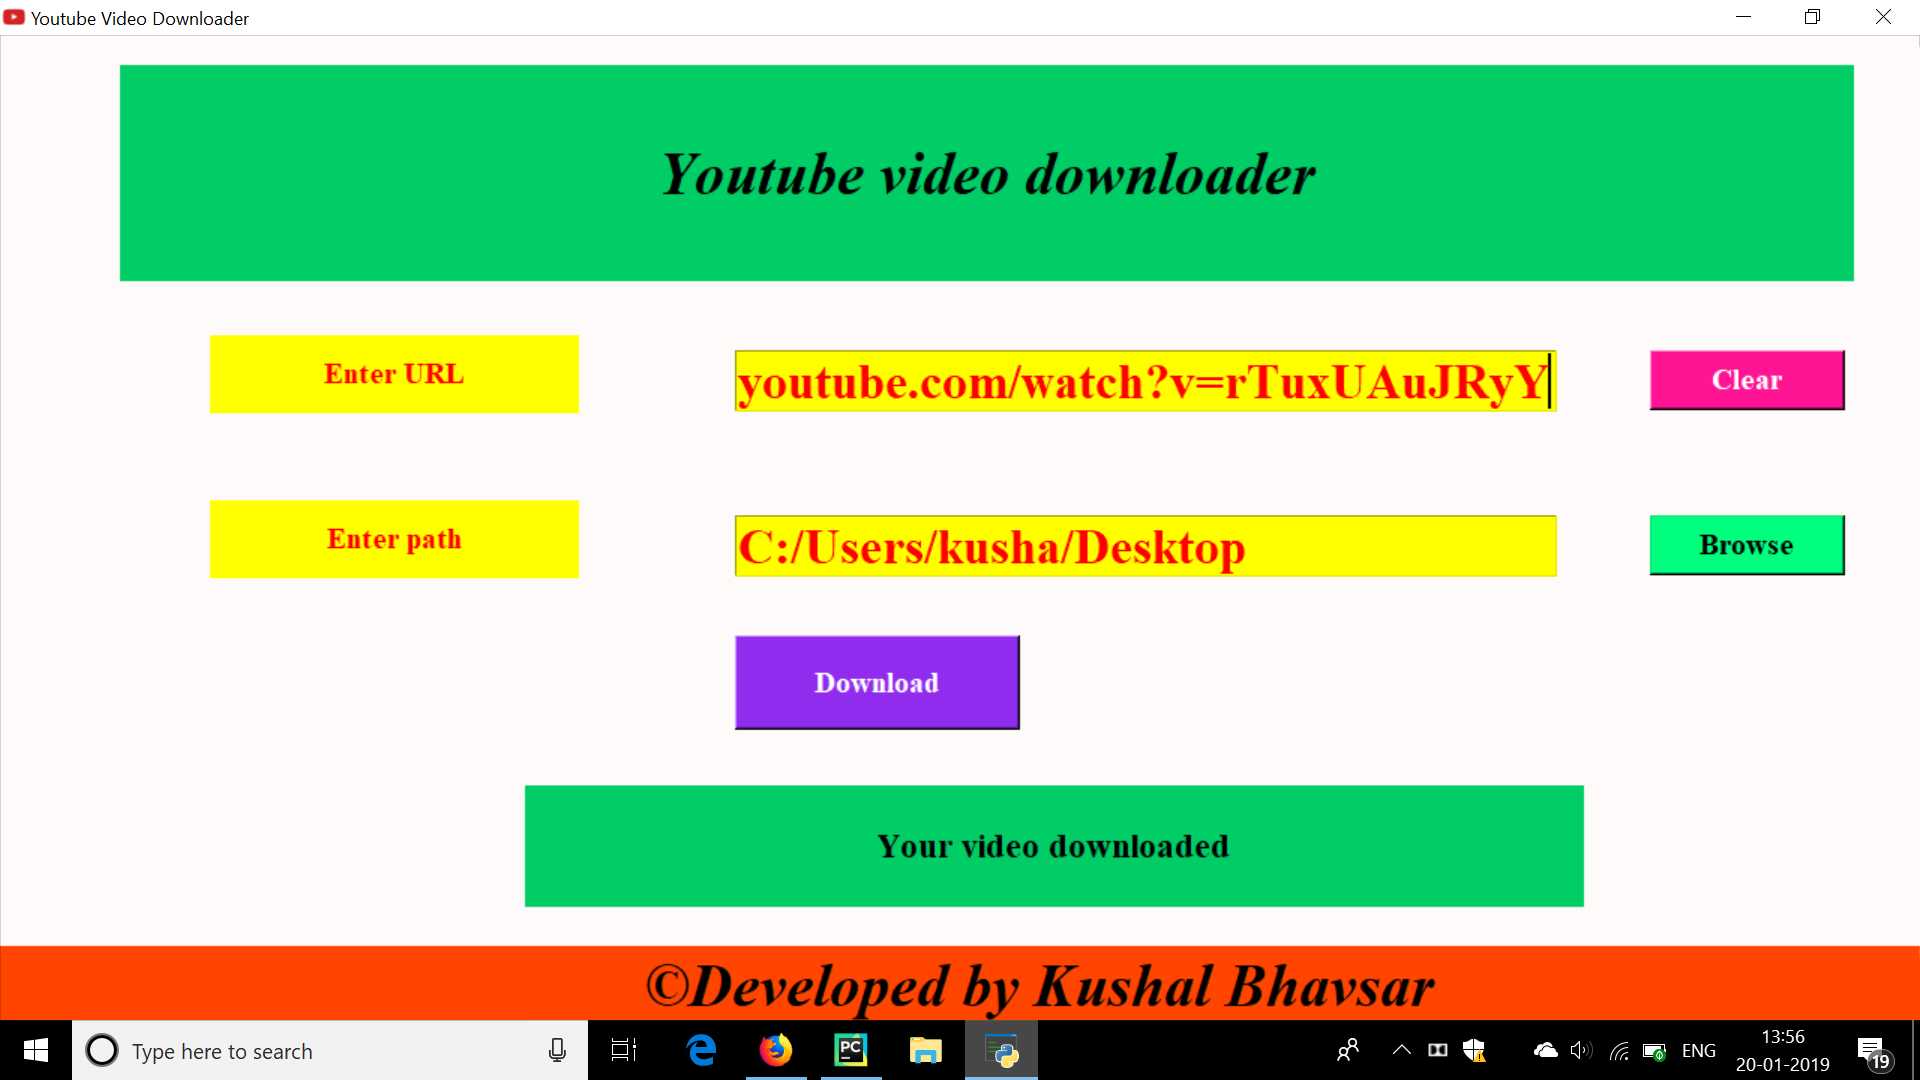 Youtube Video Downloader
Youtube video downloader
Enter URL
youtube.com/watch?v=rTuxUAuJRyY
Clear
Enter path
C:/Users/kusha/Desktop
Browse
Download
Your video downloaded
©Developed by Kushal Bhavsar
Type here to search
PC
ENG
13:56
20-01-2019
19